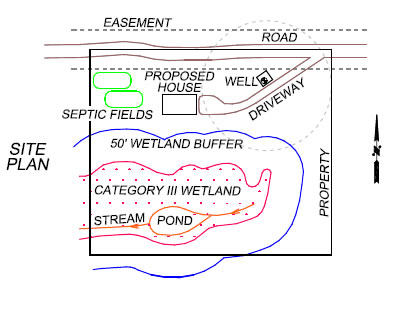 EASEMENT
ROAD
PROPOSED
HOUSE
WELL
DRIVEWAY
SEPTIC FIELDS
50' WETLAND BUFFER
SITE
PLAN
CATEGORY III WETLAND
PROPERTY
STREAM
POND
N